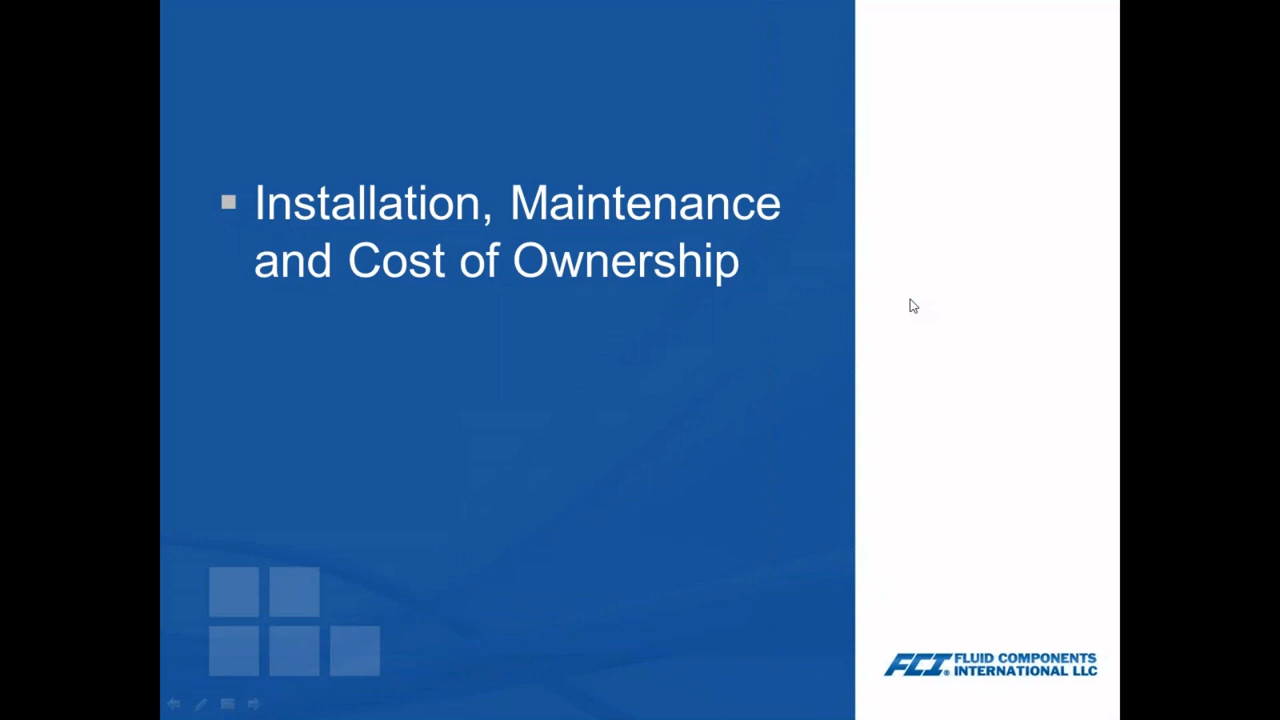 Installation, Maintenance
and Cost of Ownership
FCI® FLUID COMPONENTS
INTERNATIONAL LLC